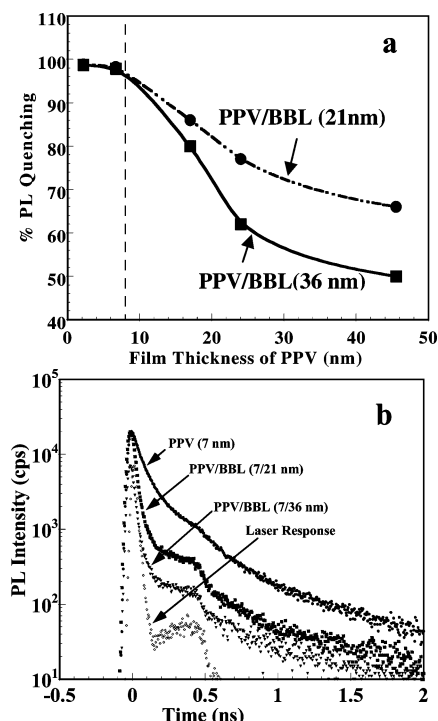 a
100
90
80
70
60
50
40
% PL Quenching
PPV/BBL (21nm)
PPV/BBL(36 nm)
0 10 20 30 40 50
Film Thickness of PPV (nm)
b
10^5
10^4
10^3
10^2
10^1
PL Intensity (cps)
PPV (7 nm)
PPV/BBL (7/21 nm)
PPV/BBL (7/36 nm)
Laser Response
-0.5 0 0.5 1 1.5 2
Time (ns)